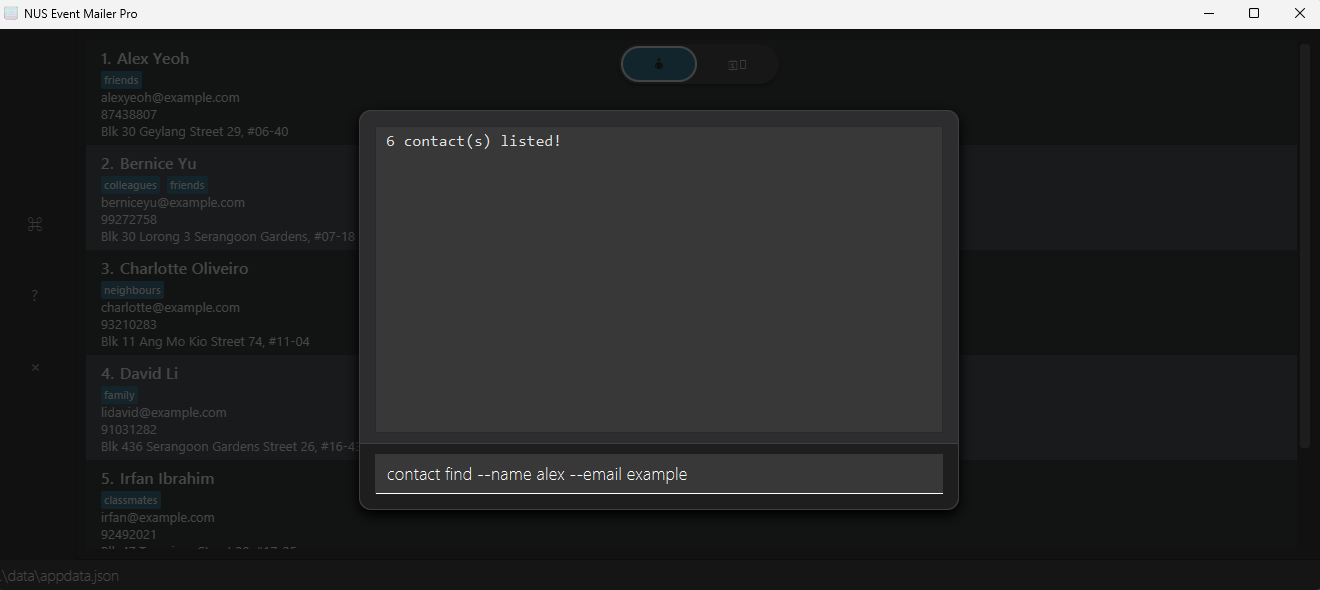 NUS Event Mailer Pro
1. Alex Yeoh
friends
alexyeoh@example.com
87438807
Blk 30 Geylang Street 29, #06-40
2. Bernice Yu
colleagues friends
berniceyu@example.com
99272758
Blk 30 Lorong 3 Serangoon Gardens, #07-18
3. Charlotte Oliveiro
neighbours
charlotte@example.com
93210283
Blk 11 Ang Mo Kio Street 74, #11-04
4. David Li
family
lidavid@example.com
91031282
Blk 436 Serangoon Gardens Street 26,
5. Irfan Ibrahim
classmates
irfan@example.com
92492021
6 contact(s) listed!
contact find --name alex --email example
.\data\appdata.json